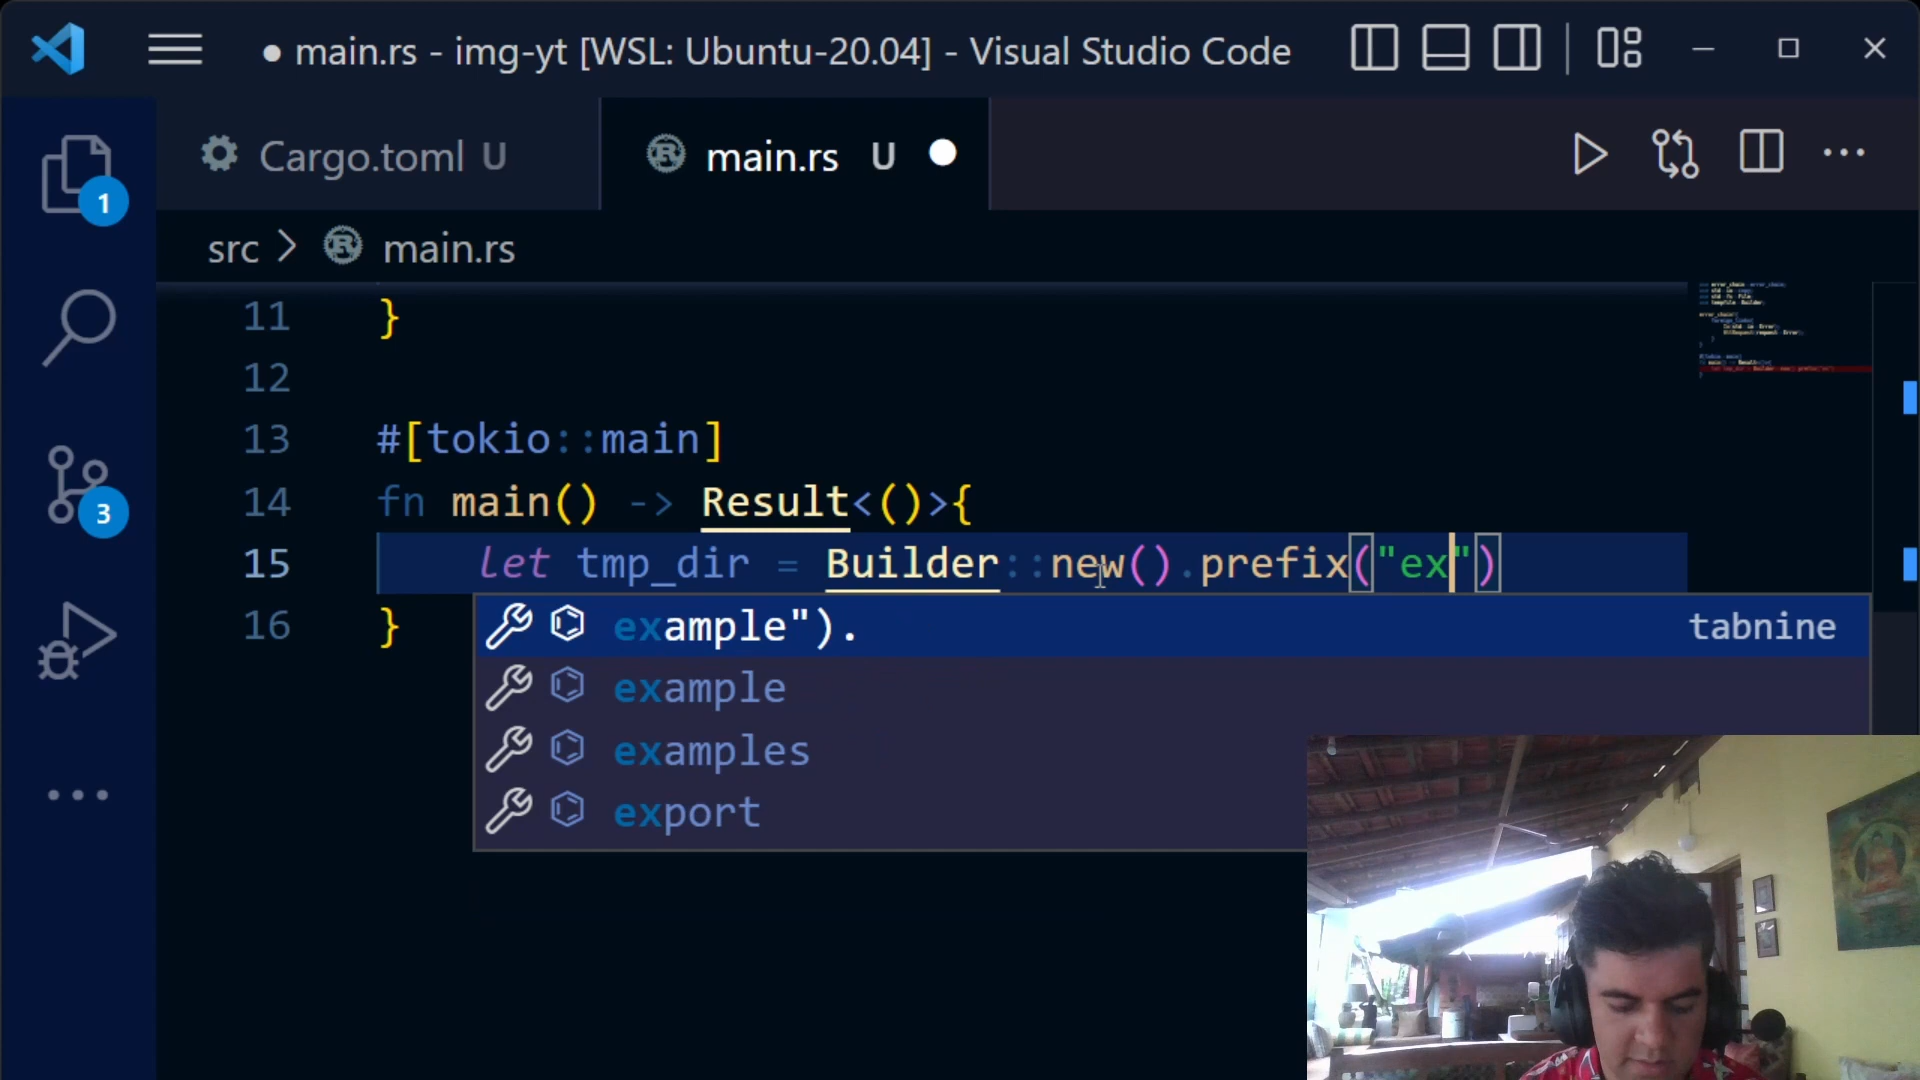 ● main.rs - img-yt [WSL: Ubuntu-20.04] - Visual Studio Code
Cargo.toml U
main.rs U ●
1
src > main.rs
11 }
12
13 #[tokio::main]
14 fn main() -> Result<()>{
15 let tmp_dir = Builder::new().prefix("ex")
16 }
example"). tabnine
example
examples
export
3